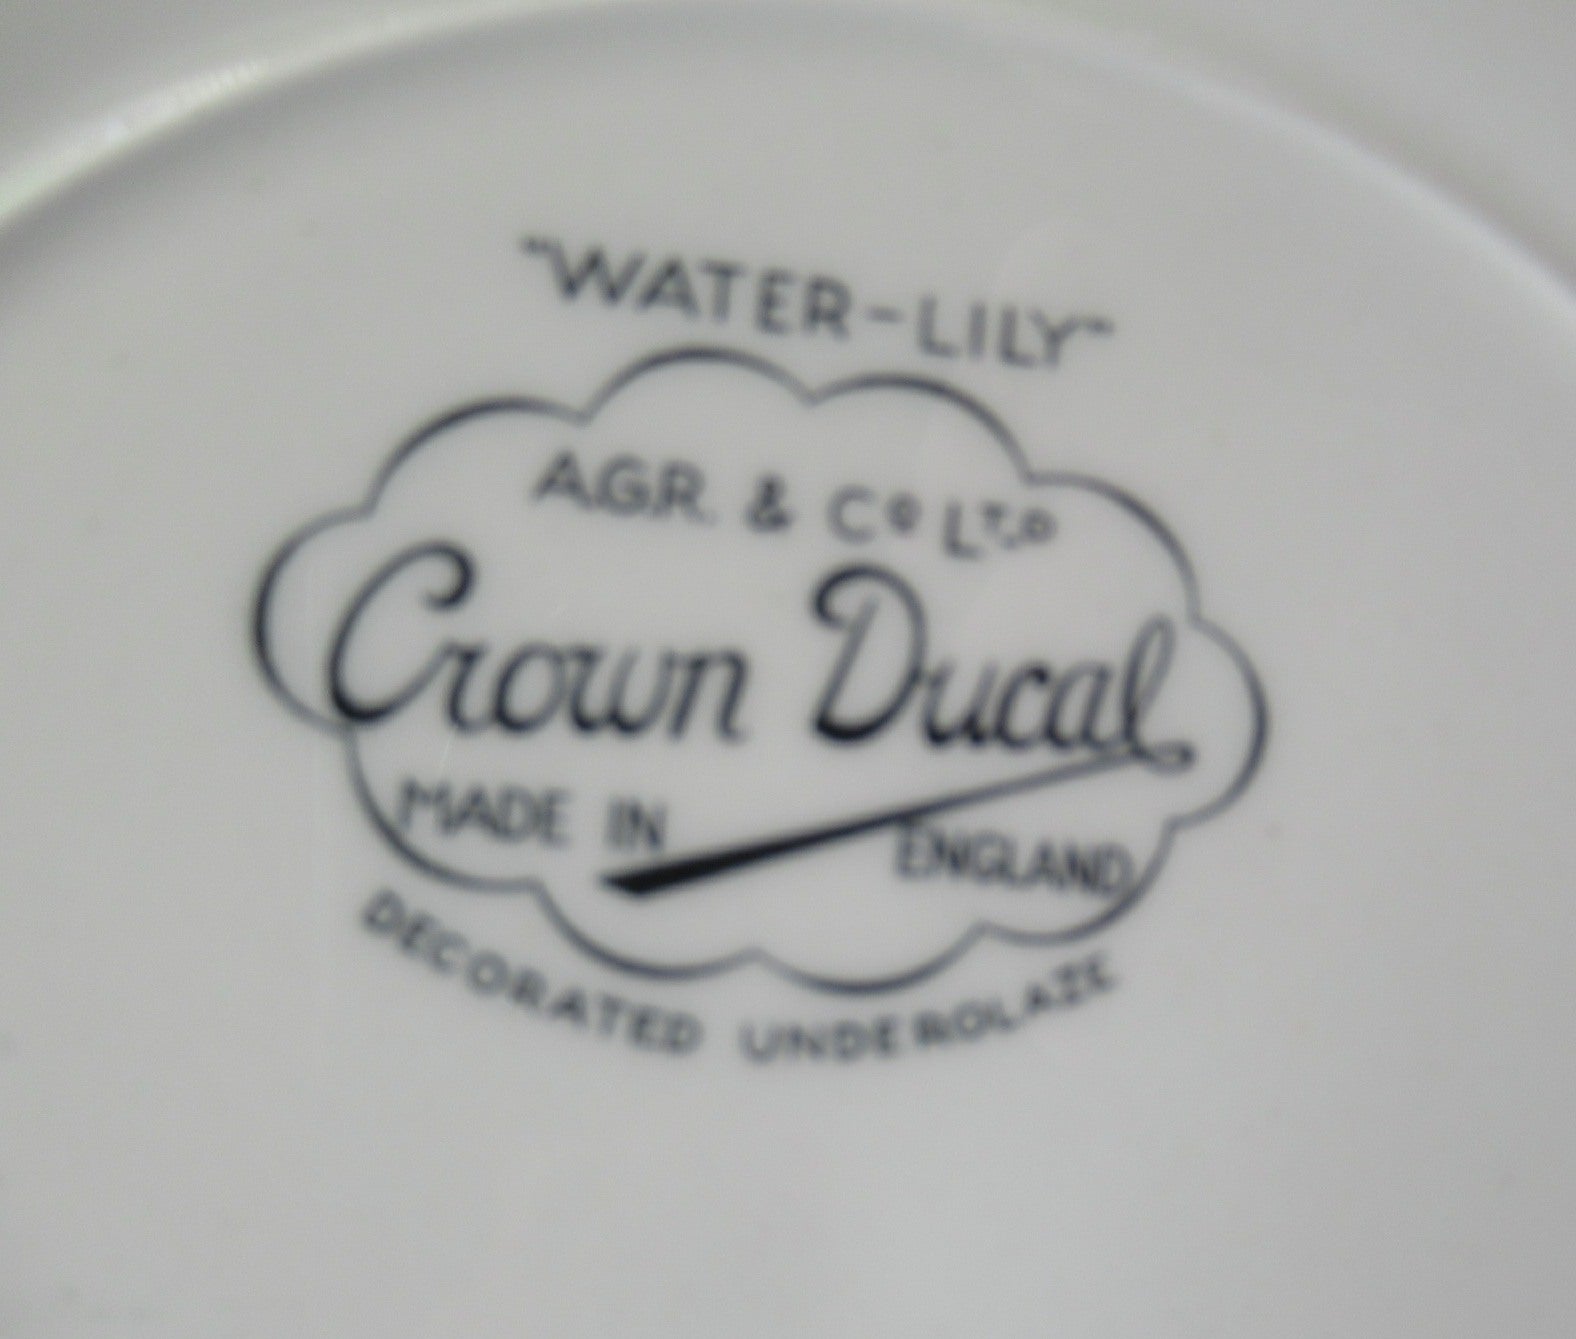 "WATER-LILY"
A.G.R. & Co LTD
Crown Ducal
MADE IN ENGLAND
DECORATED UNDERGLAZE